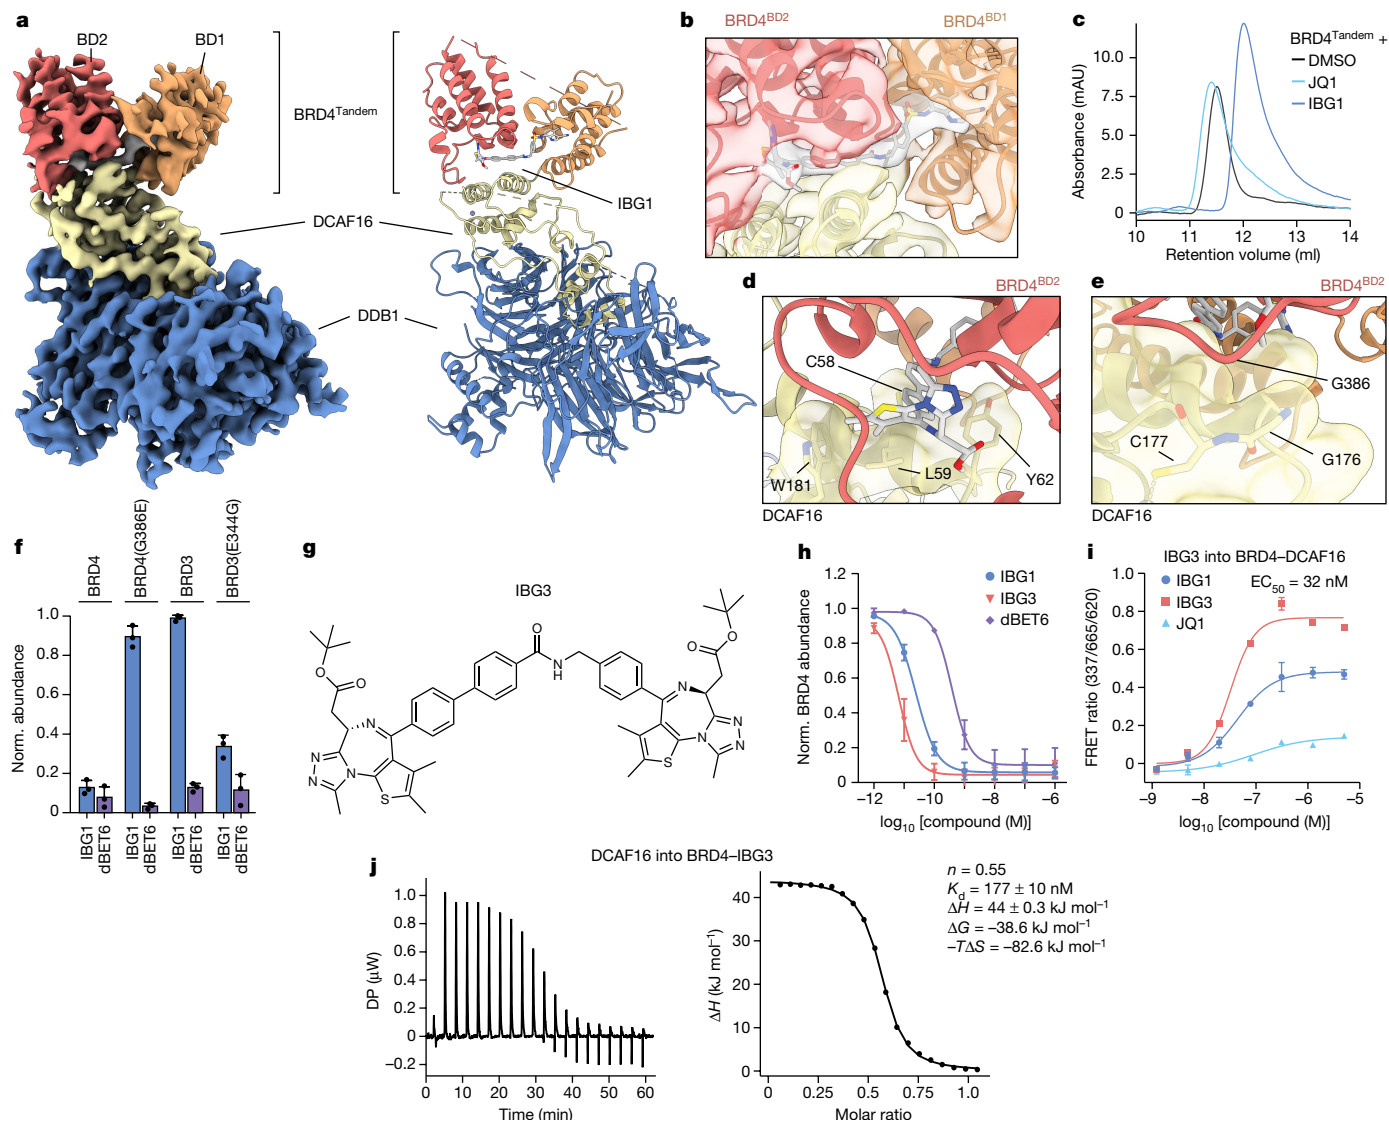 a
BD2
BD1
BRD4Tandem
IBG1
DCAF16
DDB1
b
BRD4BD2
BRD4BD1
c
BRD4Tandem +
DMSO
JQ1
IBG1
Absorbance (mAU)
10.0
7.5
5.0
2.5
0
10
11
12
13
14
Retention volume (ml)
d
BRD4BD2
C58
W181
L59
Y62
DCAF16
e
BRD4BD2
G386
C177
G176
DCAF16
f
BRD4
BRD4(G386E)
BRD3
BRD3(E344G)
Norm. abundance
1.0
0.8
0.6
0.4
0.2
0
IBG1
dBET6
IBG1
dBET6
IBG1
dBET6
IBG1
dBET6
g
IBG3
O
O
N
N
N
N
S
O
N
H
O
O
N
N
N
N
S
h
Norm. BRD4 abundance
1.2
1.0
0.8
0.6
0.4
0.2
0
IBG1
IBG3
dBET6
–12
–10
–8
–6
log10 [compound (M)]
i
IBG3 into BRD4–DCAF16
IBG1
IBG3
JQ1
EC50 = 32 nM
FRET ratio (337/665/620)
1.0
0.8
0.6
0.4
0.2
0
–9
–8
–7
–6
–5
log10 [compound (M)]
j
DCAF16 into BRD4–IBG3
DP (μW)
1.0
0.8
0.6
0.4
0.2
0
–0.2
0
10
20
30
40
50
60
Time (min)
ΔH (kJ mol–1)
40
30
20
10
0
0
0.25
0.5
0.75
1.0
Molar ratio
n = 0.55
Kd = 177 ± 10 nM
ΔH = 44 ± 0.3 kJ mol–1
ΔG = –38.6 kJ mol–1
–TΔS = –82.6 kJ mol–1